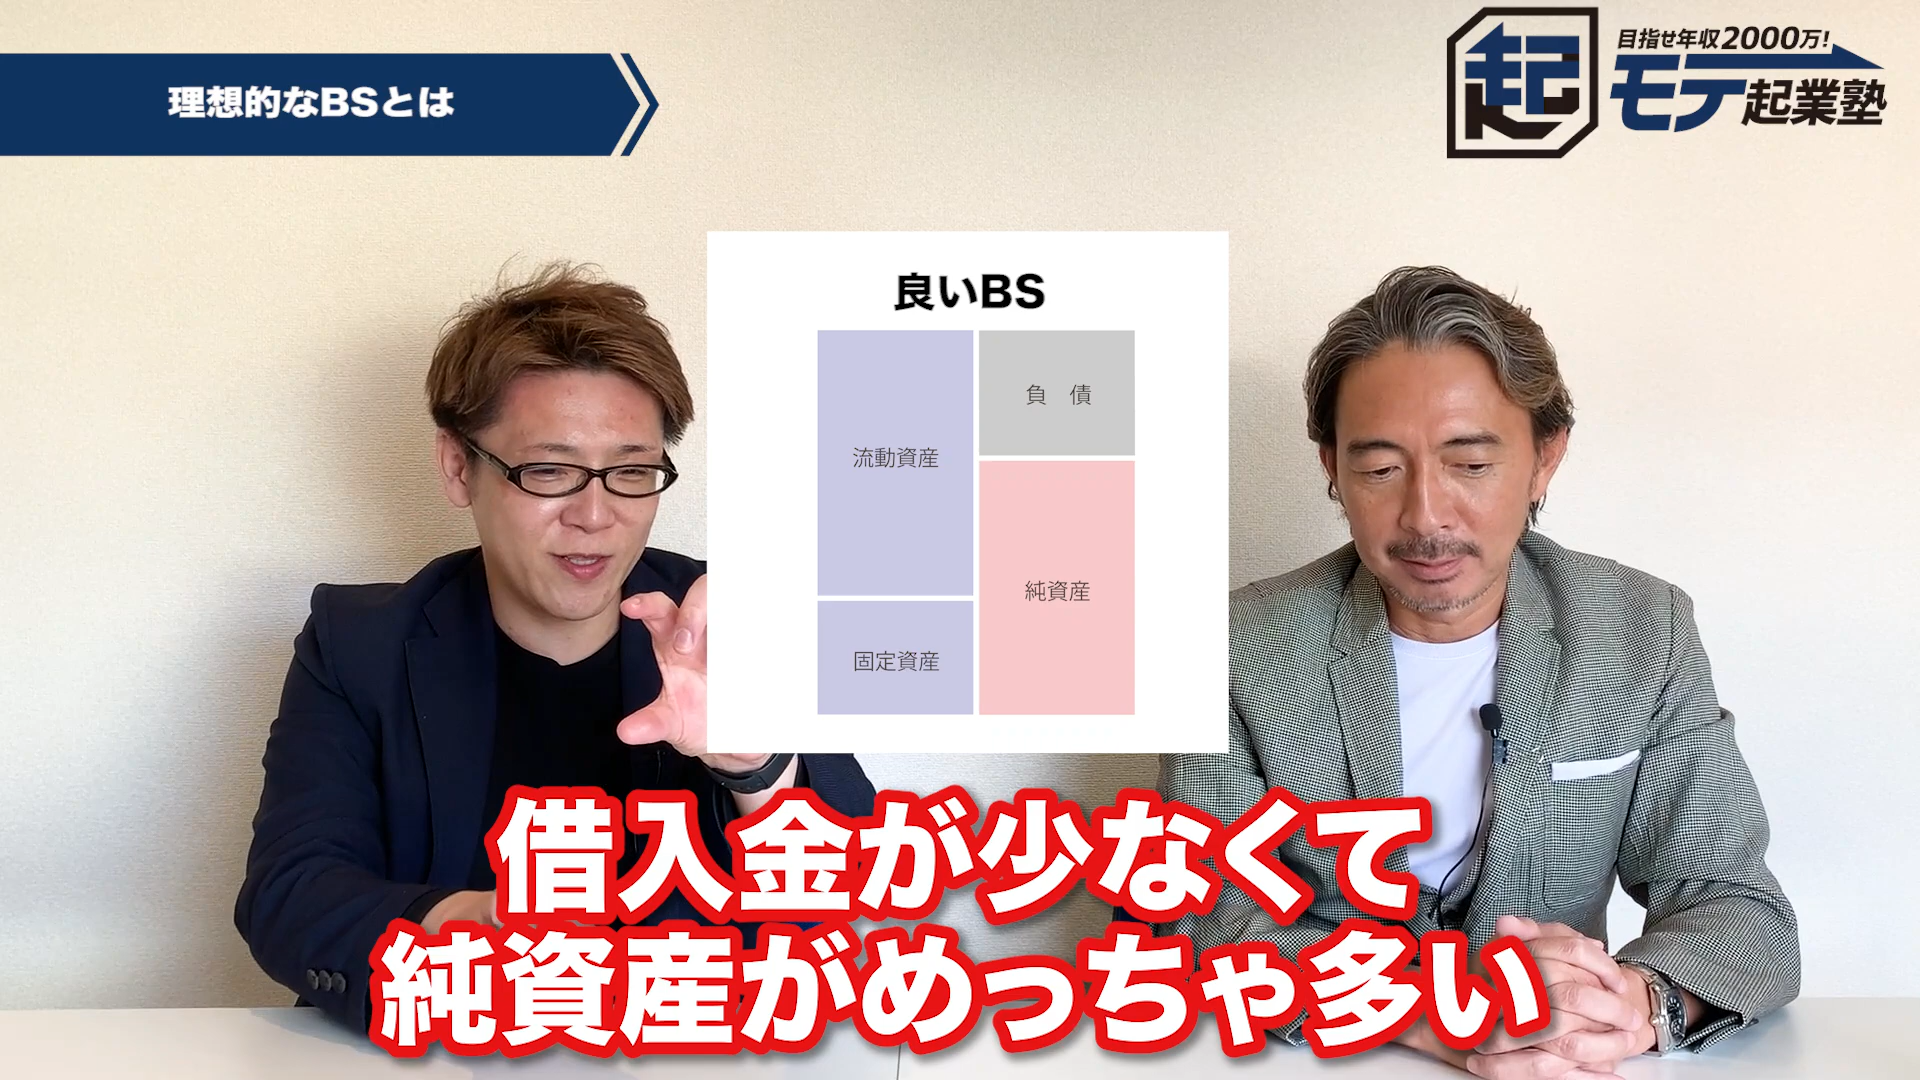 理想的なBSとは
起
目指せ年収2000万!
モテ起業塾
良いBS
流動資産
負 債
純資産
固定資産
借入金が少なくて
純資産がめっちゃ多い